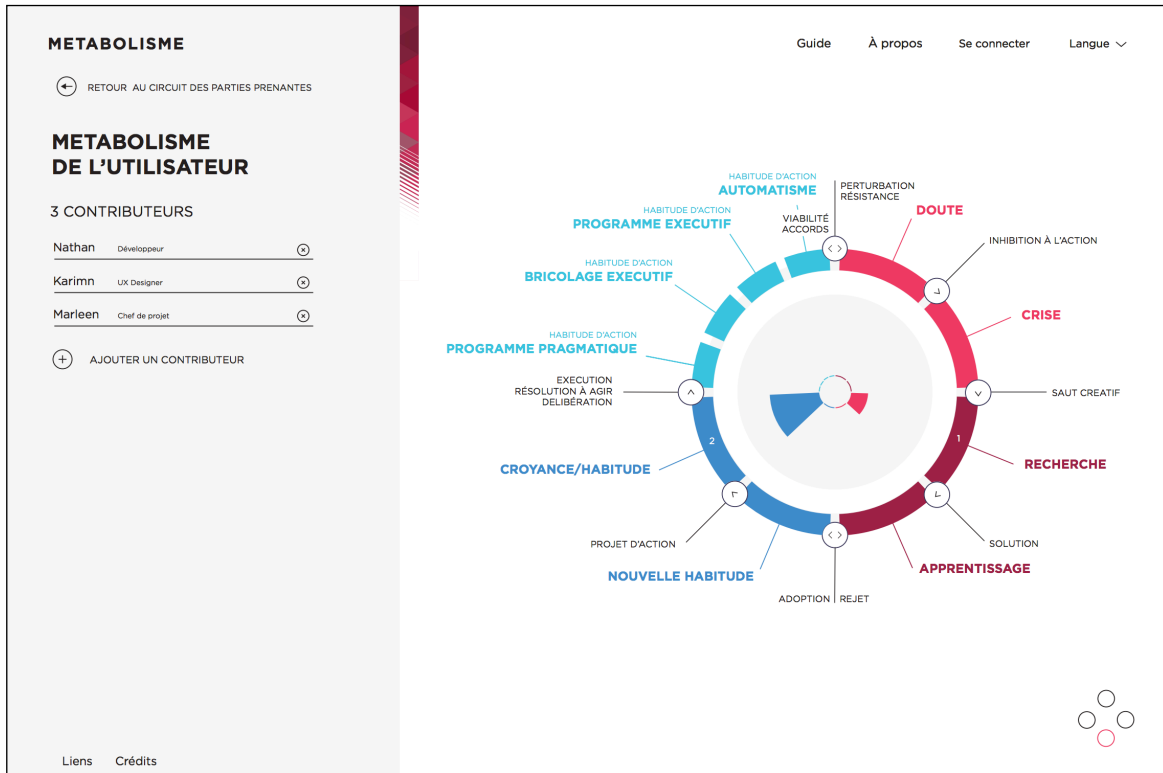 METABOLISME
Guide
À propos
Se connecter
Langue
RETOUR AU CIRCUIT DES PARTIES PRENANTES
METABOLISME
DE L'UTILISATEUR
3 CONTRIBUTEURS
Nathan Développeur
Karimn UX Designer
Marleen Chef de projet
AJOUTER UN CONTRIBUTEUR
HABITUDE D'ACTION
AUTOMATISME
PERTURBATION
RÉSISTANCE
DOUTE
HABITUDE D'ACTION
PROGRAMME EXECUTIF
VIABILITÉ
ACCORDS
INHIBITION À L'ACTION
HABITUDE D'ACTION
BRICOLAGE EXECUTIF
CRISE
HABITUDE D'ACTION
PROGRAMME PRAGMATIQUE
EXECUTION
RÉSOLUTION À AGIR
DELIBÉRATION
SAUT CREATIF
2
1
CROYANCE/HABITUDE
RECHERCHE
PROJET D'ACTION
SOLUTION
NOUVELLE HABITUDE
APPRENTISSAGE
ADOPTION
REJET
Liens
Crédits